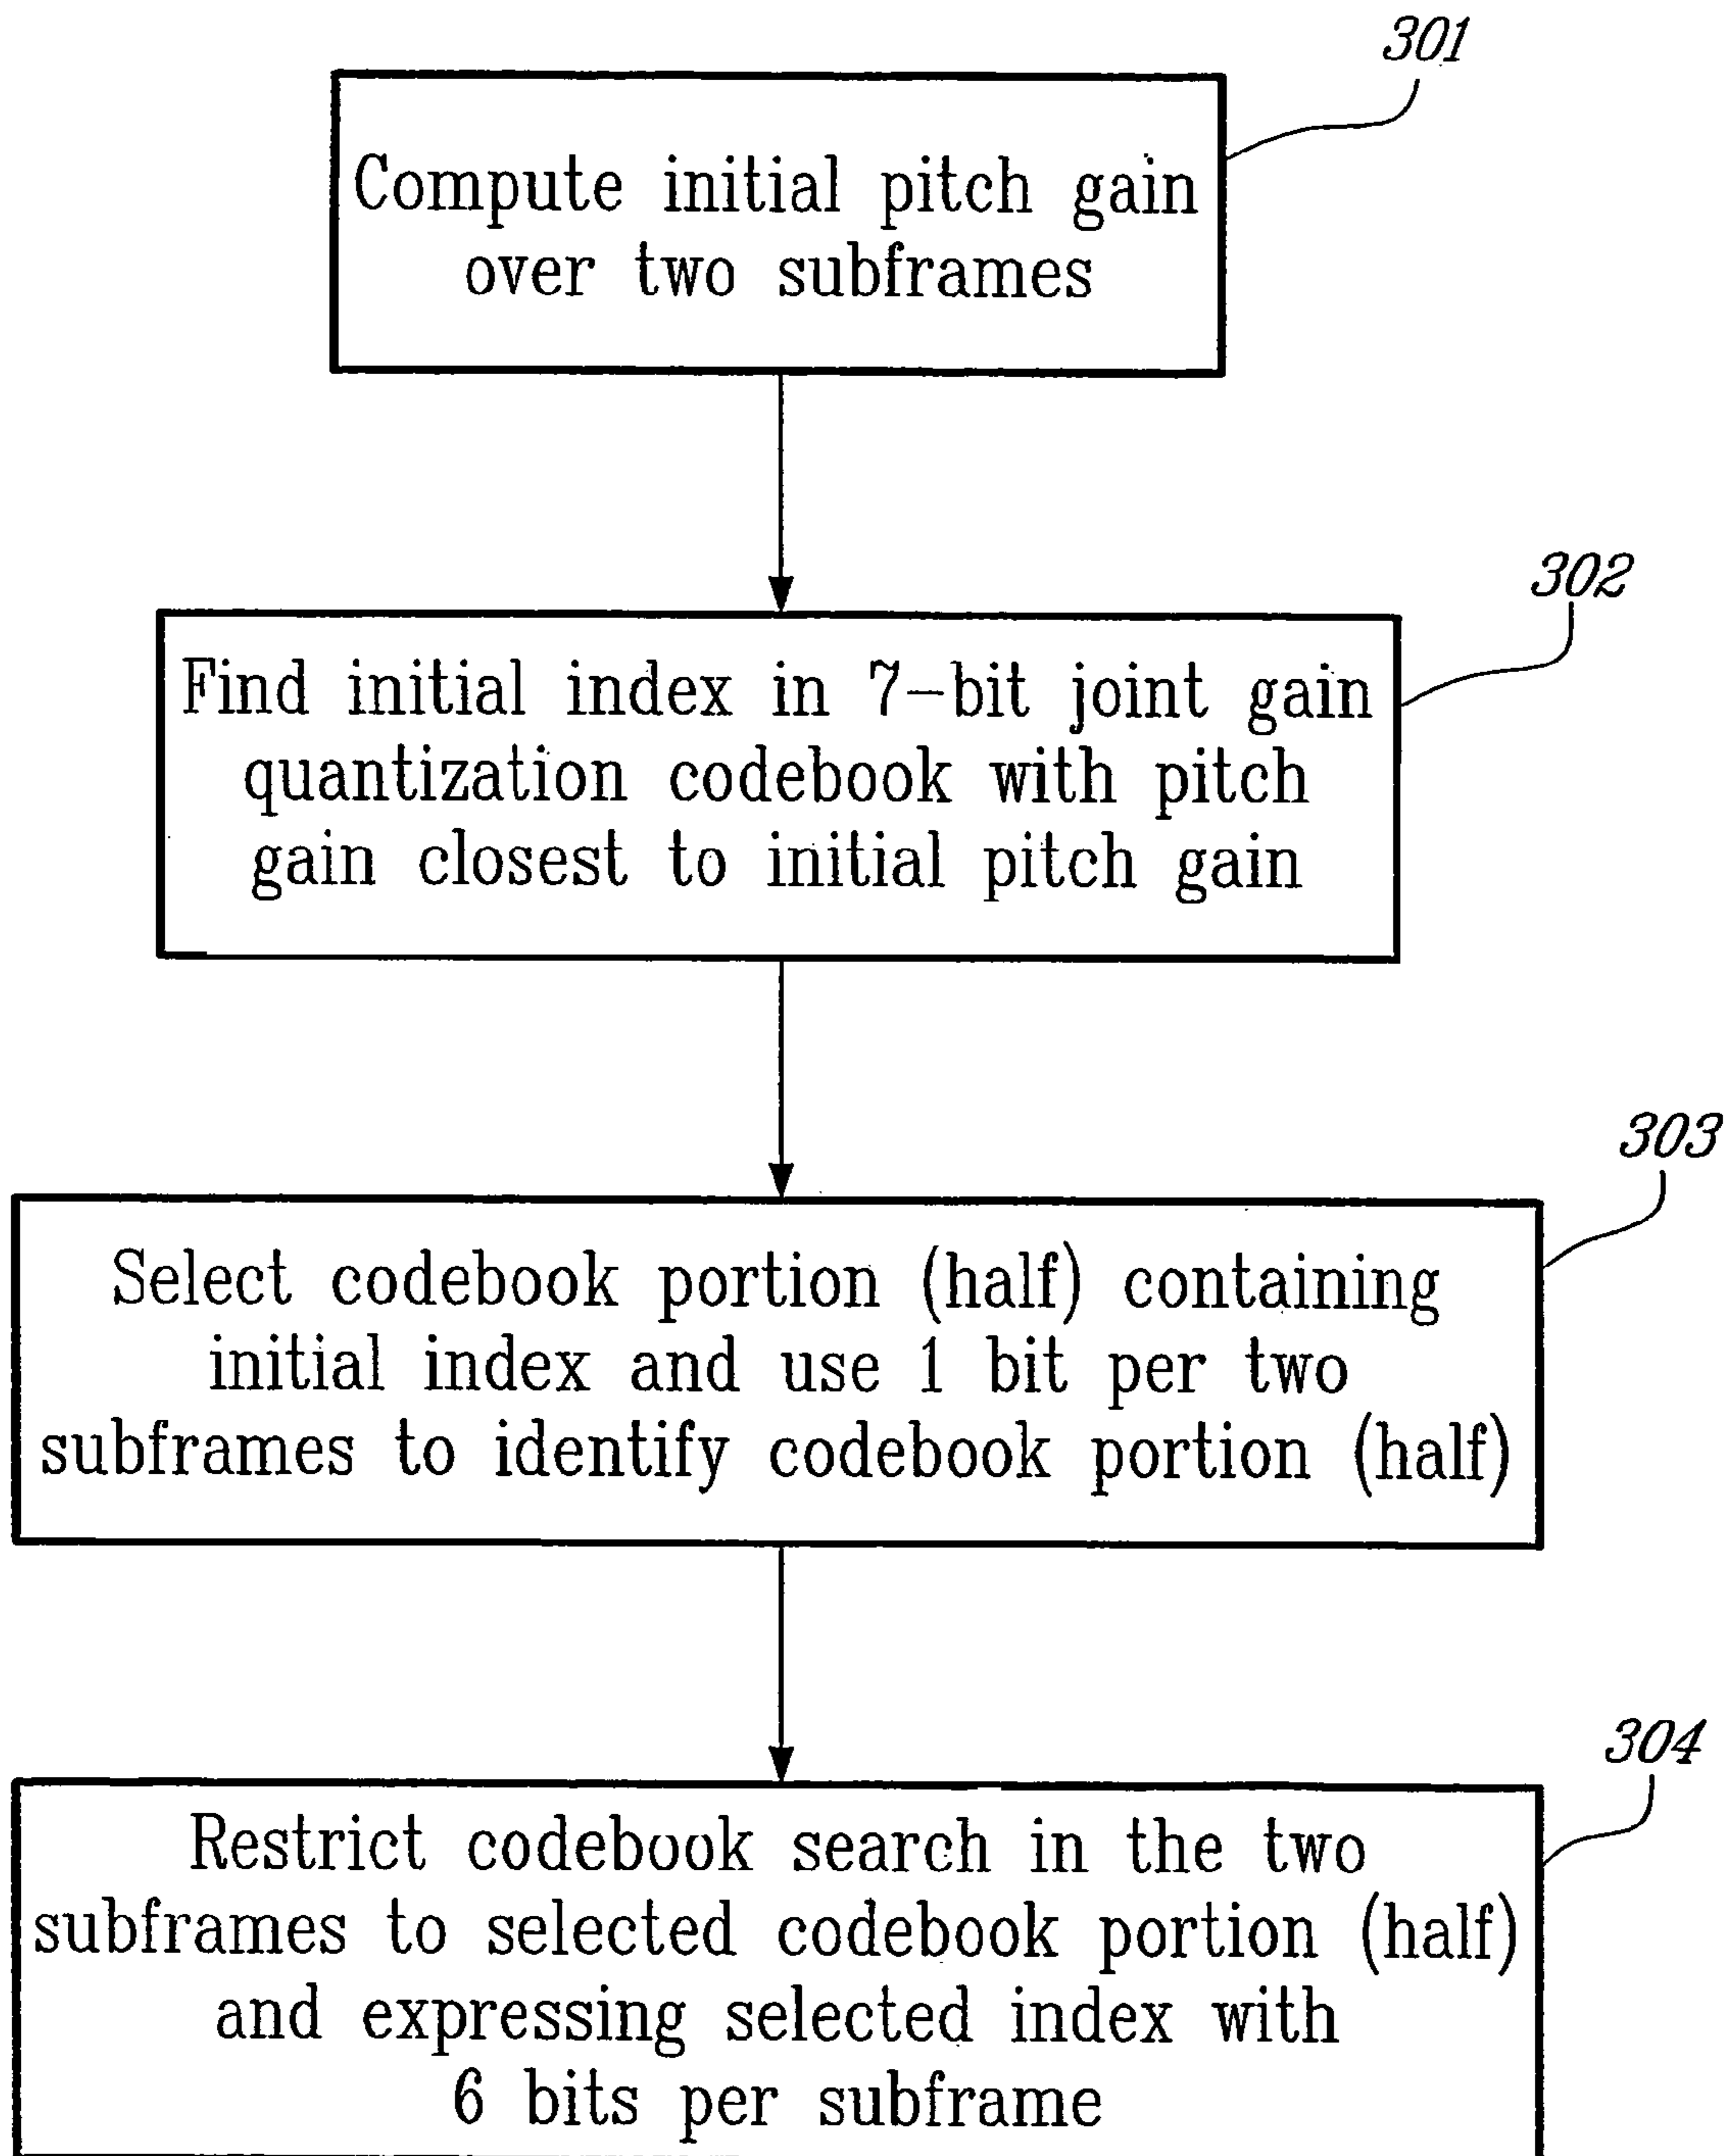 301
Compute initial pitch gain
over two subframes
302
Find initial index in 7-bit joint gain
quantization codebook with pitch
gain closest to initial pitch gain
303
Select codebook portion (half) containing
initial index and use 1 bit per two
subframes to identify codebook portion (half)
304
Restrict codebook search in the two
subframes to selected codebook portion (half)
and expressing selected index with
6 bits per subframe